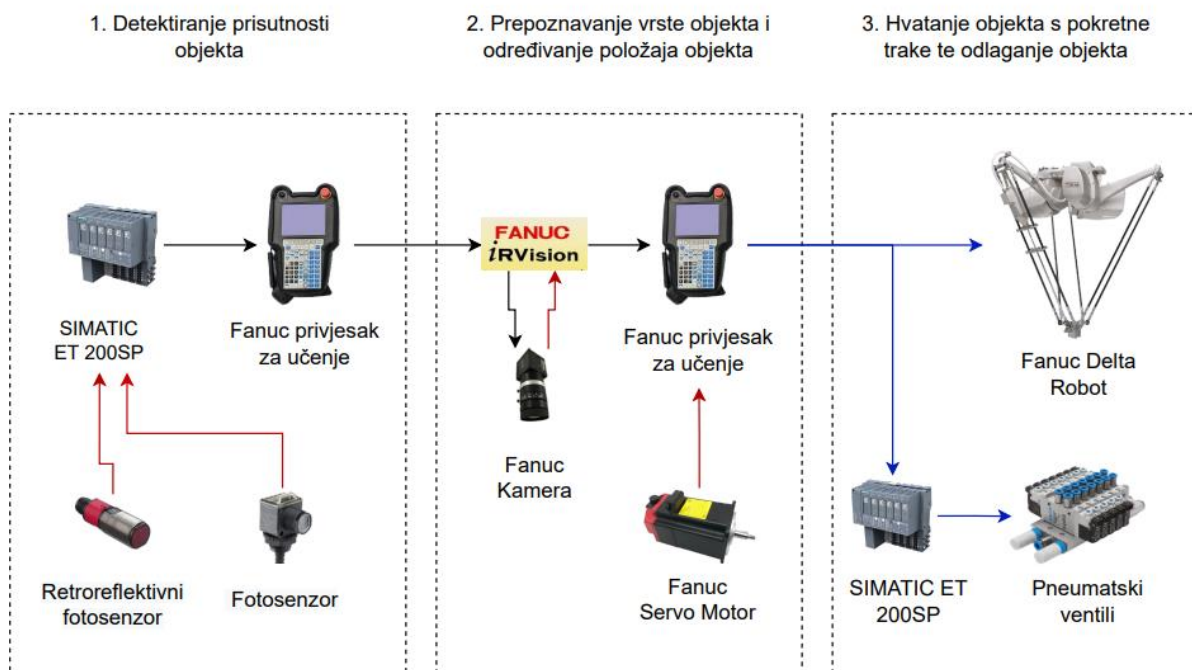 1. Detektiranje prisutnosti
objekta
2. Prepoznavanje vrste objekta i
određivanje položaja objekta
3. Hvatanje objekta s pokretne
trake te odlaganje objekta
SIMATIC
ET 200SP
Fanuc privjesak
za učenje
Retroreflektivni
fotosenzor
Fotosenzor
FANUC
iRVision
Fanuc
Kamera
Fanuc privjesak
za učenje
Fanuc
Servo Motor
Fanuc Delta
Robot
SIMATIC ET
200SP
Pneumatski
ventili